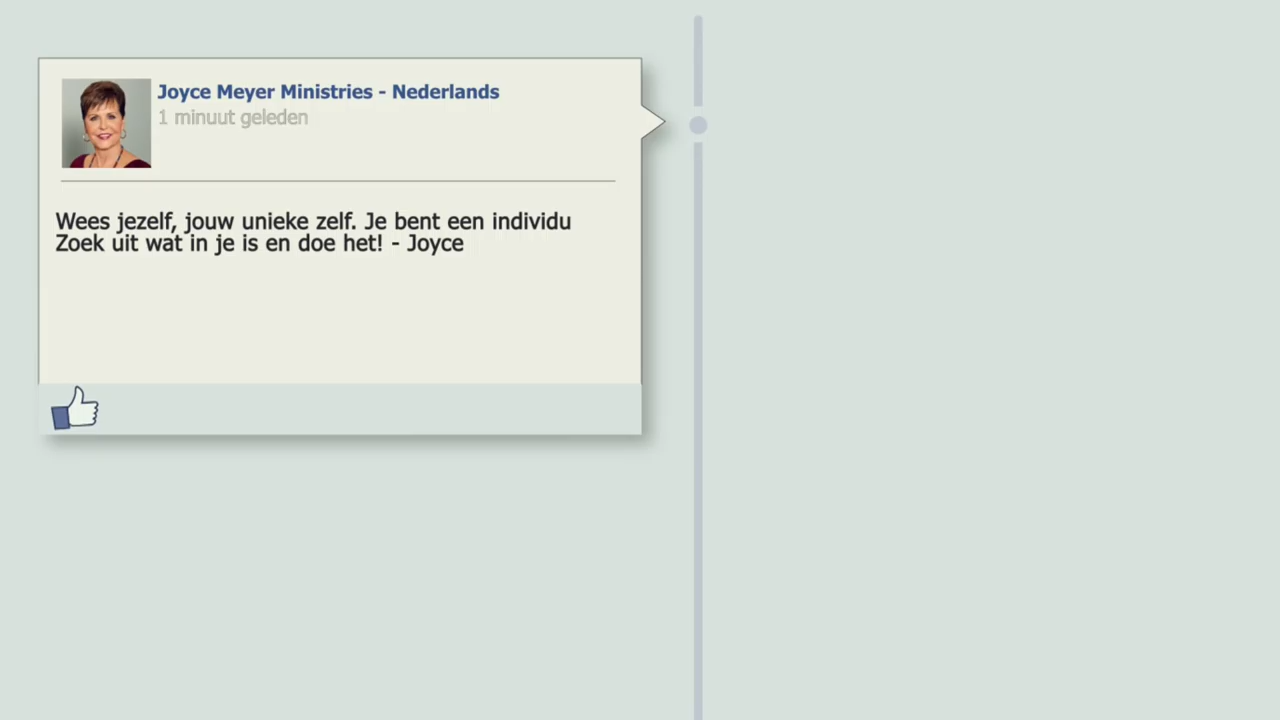 Joyce Meyer Ministries - Nederlands
1 minuut geleden
Wees jezelf, jouw unieke zelf. Je bent een individu
Zoek uit wat in je is en doe het! - Joyce